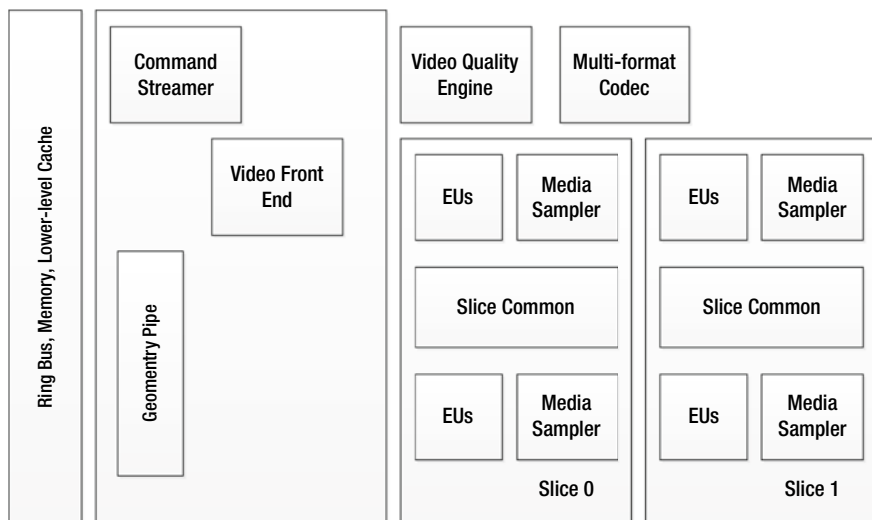 Ring Bus, Memory, Lower-level Cache
Command
Streamer
Video Front
End
Geomentry Pipe
Video Quality
Engine
Multi-format
Codec
EUs
Media
Sampler
Slice Common
EUs
Media
Sampler
Slice 0
EUs
Media
Sampler
Slice Common
EUs
Media
Sampler
Slice 1